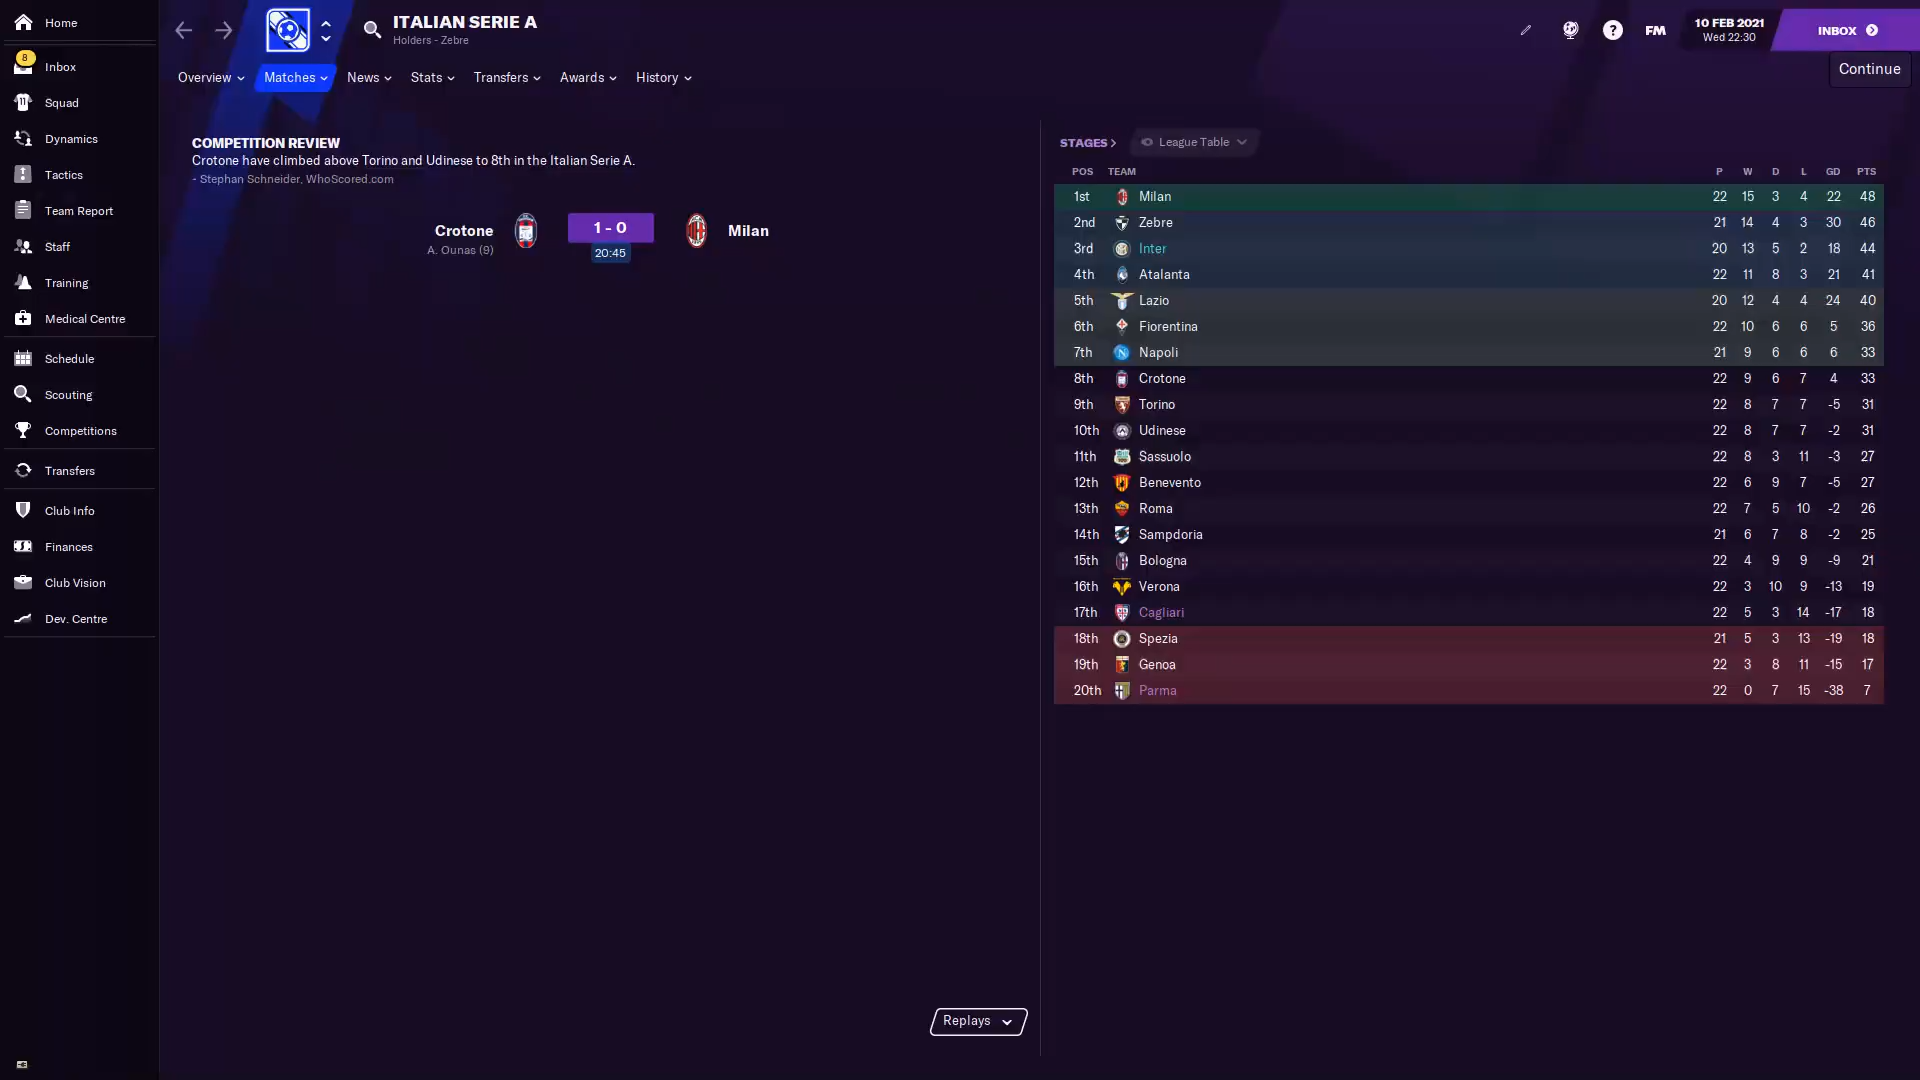 Home
8
Inbox
Squad
Dynamics
Tactics
Team Report
Staff
Training
Medical Centre
Schedule
Scouting
Competitions
Transfers
Club Info
Finances
Club Vision
Dev. Centre
ITALIAN SERIE A
Holders - Zebre
FM
10 FEB 2021
Wed 22:30
INBOX
Continue
Overview Matches News Stats Transfers Awards History
COMPETITION REVIEW
Crotone have climbed above Torino and Udinese to 8th in the Italian Serie A.
- Stephan Schneider, WhoScored.com
Crotone 1 - 0 Milan
A. Ounas (9) 20:45
Replays
STAGES > League Table
POS TEAM P W D L GD PTS
1st Milan 22 15 3 4 22 48
2nd Zebre 21 14 4 3 30 46
3rd Inter 20 13 5 2 18 44
4th Atalanta 22 11 8 3 21 41
5th Lazio 20 12 4 4 24 40
6th Fiorentina 22 10 6 6 5 36
7th Napoli 21 9 6 6 6 33
8th Crotone 22 9 6 7 4 33
9th Torino 22 8 7 7 -5 31
10th Udinese 22 8 7 7 -2 31
11th Sassuolo 22 8 3 11 -3 27
12th Benevento 22 6 9 7 -5 27
13th Roma 22 7 5 10 -2 26
14th Sampdoria 21 6 7 8 -2 25
15th Bologna 22 4 9 9 -9 21
16th Verona 22 3 10 9 -13 19
17th Cagliari 22 5 3 14 -17 18
18th Spezia 21 5 3 13 -19 18
19th Genoa 22 3 8 11 -15 17
20th Parma 22 0 7 15 -38 7